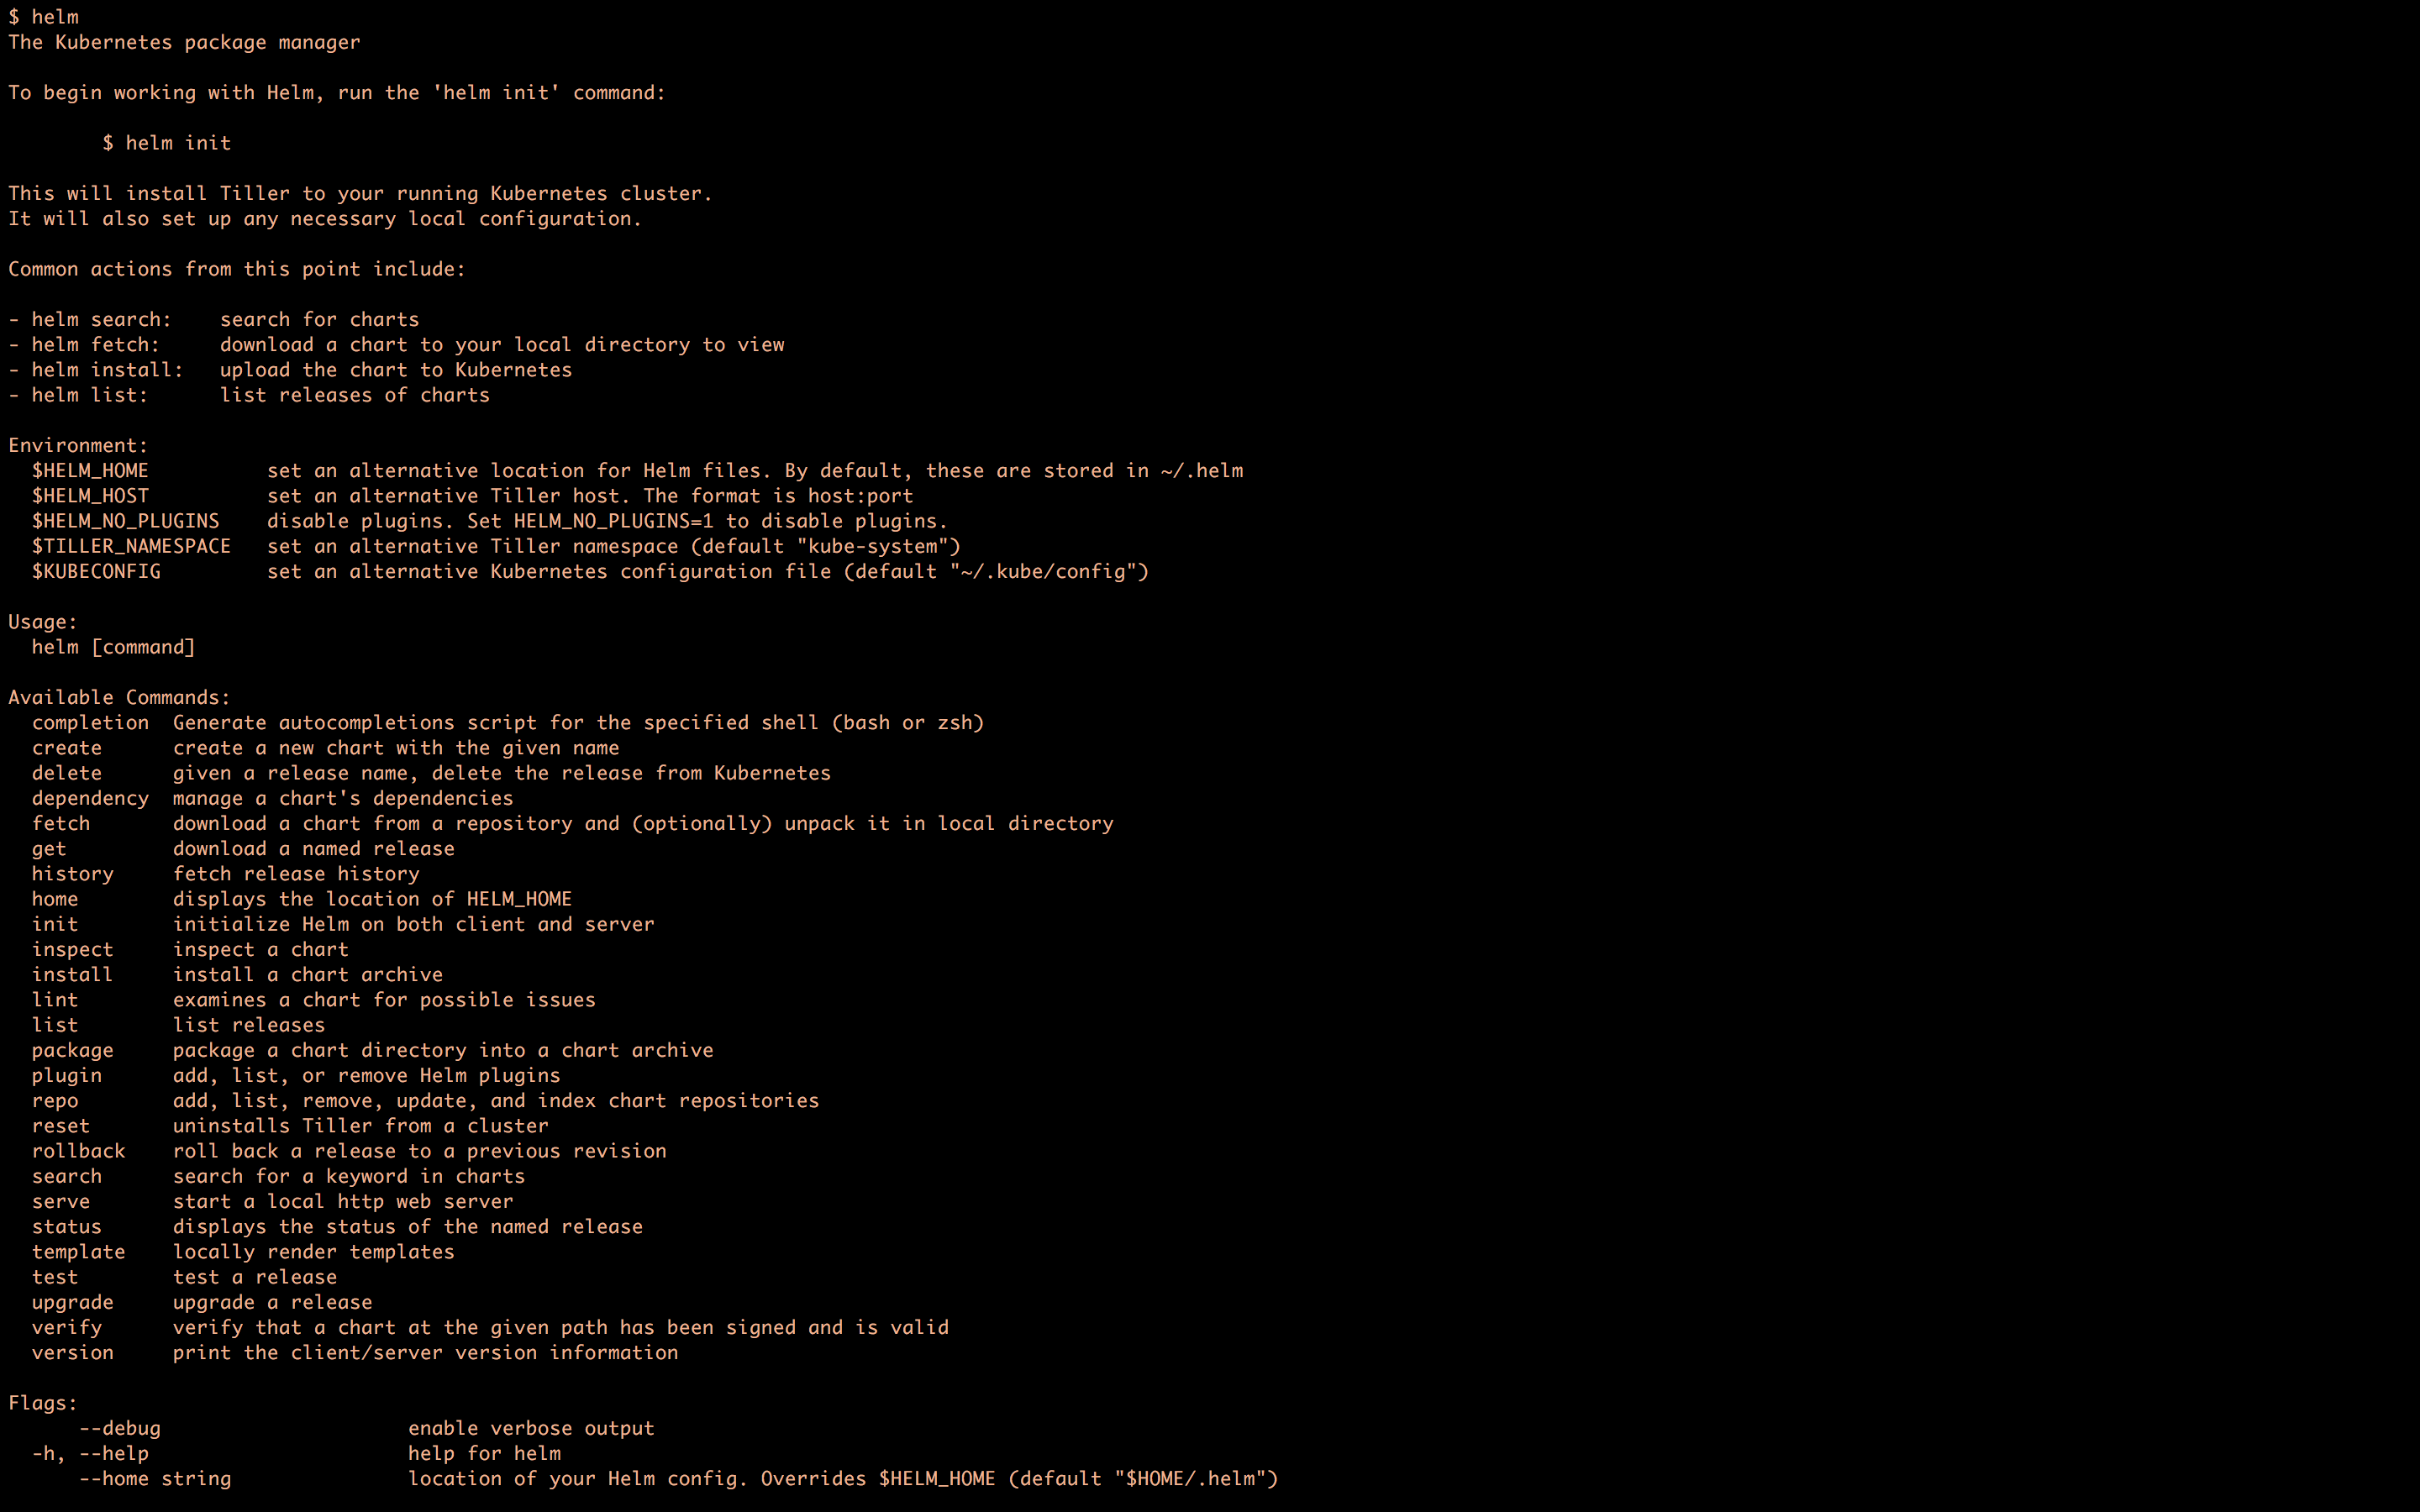 $ helm
The Kubernetes package manager
To begin working with Helm, run the 'helm init' command:
$ helm init
This will install Tiller to your running Kubernetes cluster.
It will also set up any necessary local configuration.
Common actions from this point include:
- helm search:    search for charts
- helm fetch:     download a chart to your local directory to view
- helm install:   upload the chart to Kubernetes
- helm list:      list releases of charts
Environment:
  $HELM_HOME          set an alternative location for Helm files. By default, these are stored in ~/.helm
  $HELM_HOST          set an alternative Tiller host. The format is host:port
  $HELM_NO_PLUGINS    disable plugins. Set HELM_NO_PLUGINS=1 to disable plugins.
  $TILLER_NAMESPACE   set an alternative Tiller namespace (default "kube-system")
  $KUBECONFIG         set an alternative Kubernetes configuration file (default "~/.kube/config")
Usage:
  helm [command]
Available Commands:
  completion  Generate autocompletions script for the specified shell (bash or zsh)
  create      create a new chart with the given name
  delete      given a release name, delete the release from Kubernetes
  dependency  manage a chart's dependencies
  fetch       download a chart from a repository and (optionally) unpack it in local directory
  get         download a named release
  history     fetch release history
  home        displays the location of HELM_HOME
  init        initialize Helm on both client and server
  inspect     inspect a chart
  install     install a chart archive
  lint        examines a chart for possible issues
  list        list releases
  package     package a chart directory into a chart archive
  plugin      add, list, or remove Helm plugins
  repo        add, list, remove, update, and index chart repositories
  reset       uninstalls Tiller from a cluster
  rollback    roll back a release to a previous revision
  search      search for a keyword in charts
  serve       start a local http web server
  status      displays the status of the named release
  template    locally render templates
  test        test a release
  upgrade     upgrade a release
  verify      verify that a chart at the given path has been signed and is valid
  version     print the client/server version information
Flags:
      --debug                     enable verbose output
  -h, --help                      help for helm
      --home string               location of your Helm config. Overrides $HELM_HOME (default "$HOME/.helm")